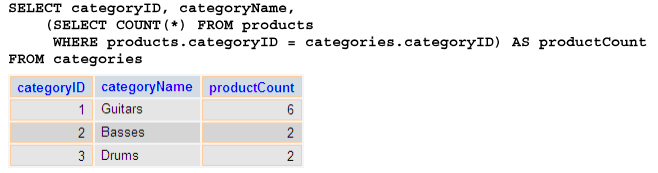 SELECT categoryID, categoryName,
(SELECT COUNT(*) FROM products
WHERE products.categoryID = categories.categoryID) AS productCount
FROM categories
categoryID categoryName productCount
1 Guitars 6
2 Basses 2
3 Drums 2